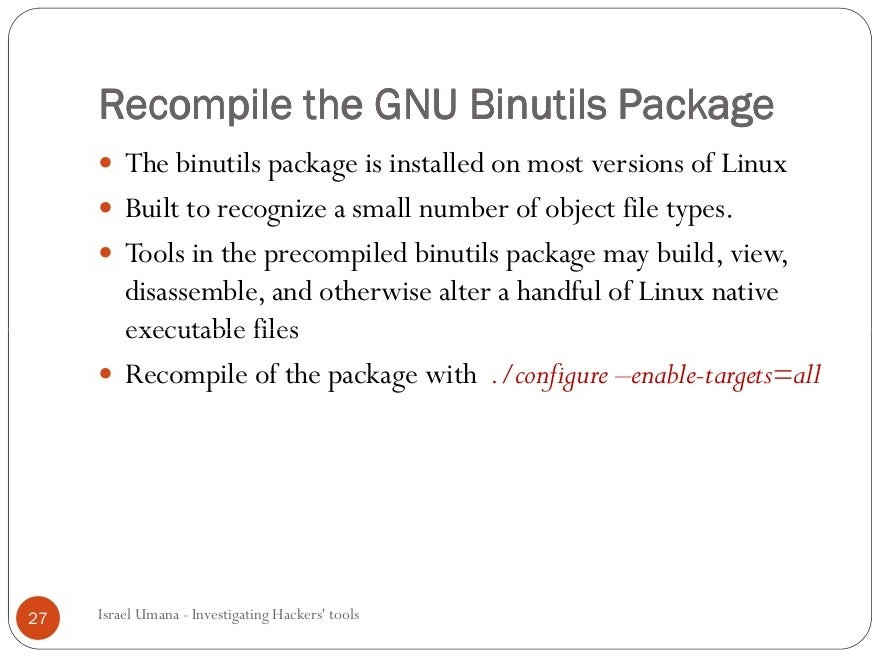 Recompile the GNU Binutils Package
• The binutils package is installed on most versions of Linux
• Built to recognize a small number of object file types.
• Tools in the precompiled binutils package may build, view,
disassemble, and otherwise alter a handful of Linux native
executable files
• Recompile of the package with ./configure –enable-targets=all
27 Israel Umana - Investigating Hackers' tools